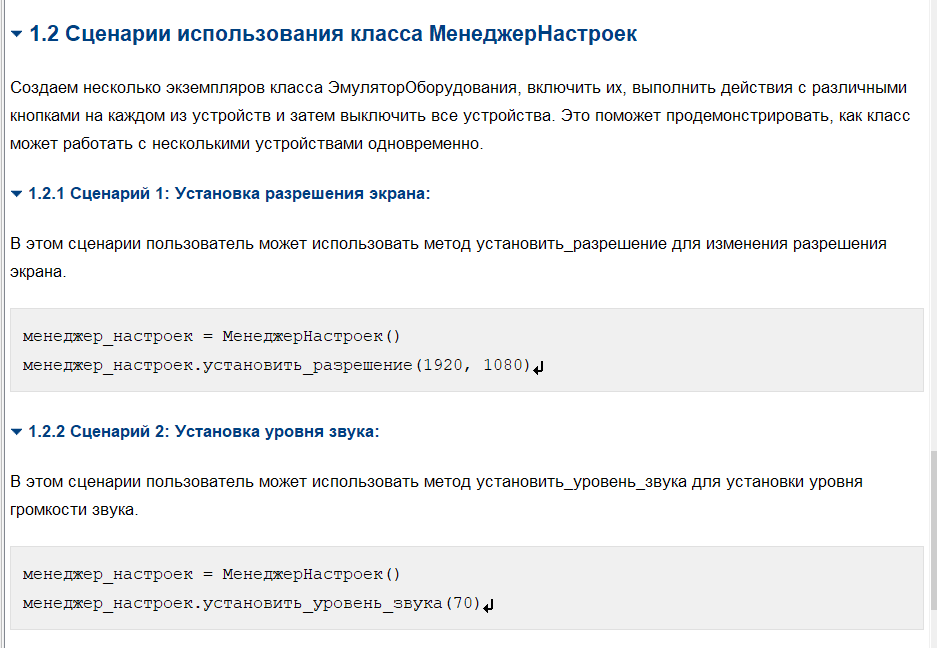 1.2 Сценарии использования класса МенеджерНастроек
Создаем несколько экземпляров класса ЭмуляторОборудования, включить их, выполнить действия с различными
кнопками на каждом из устройств и затем выключить все устройства. Это поможет продемонстрировать, как класс
может работать с несколькими устройствами одновременно.
1.2.1 Сценарий 1: Установка разрешения экрана:
В этом сценарии пользователь может использовать метод установить_разрешение для изменения разрешения
экрана.
менеджер_настроек = МенеджерНастроек()
менеджер_настроек.установить_разрешение(1920, 1080)
1.2.2 Сценарий 2: Установка уровня звука:
В этом сценарии пользователь может использовать метод установить_уровень_звука для установки уровня
громкости звука.
менеджер_настроек = МенеджерНастроек()
менеджер_настроек.установить_уровень_звука(70)